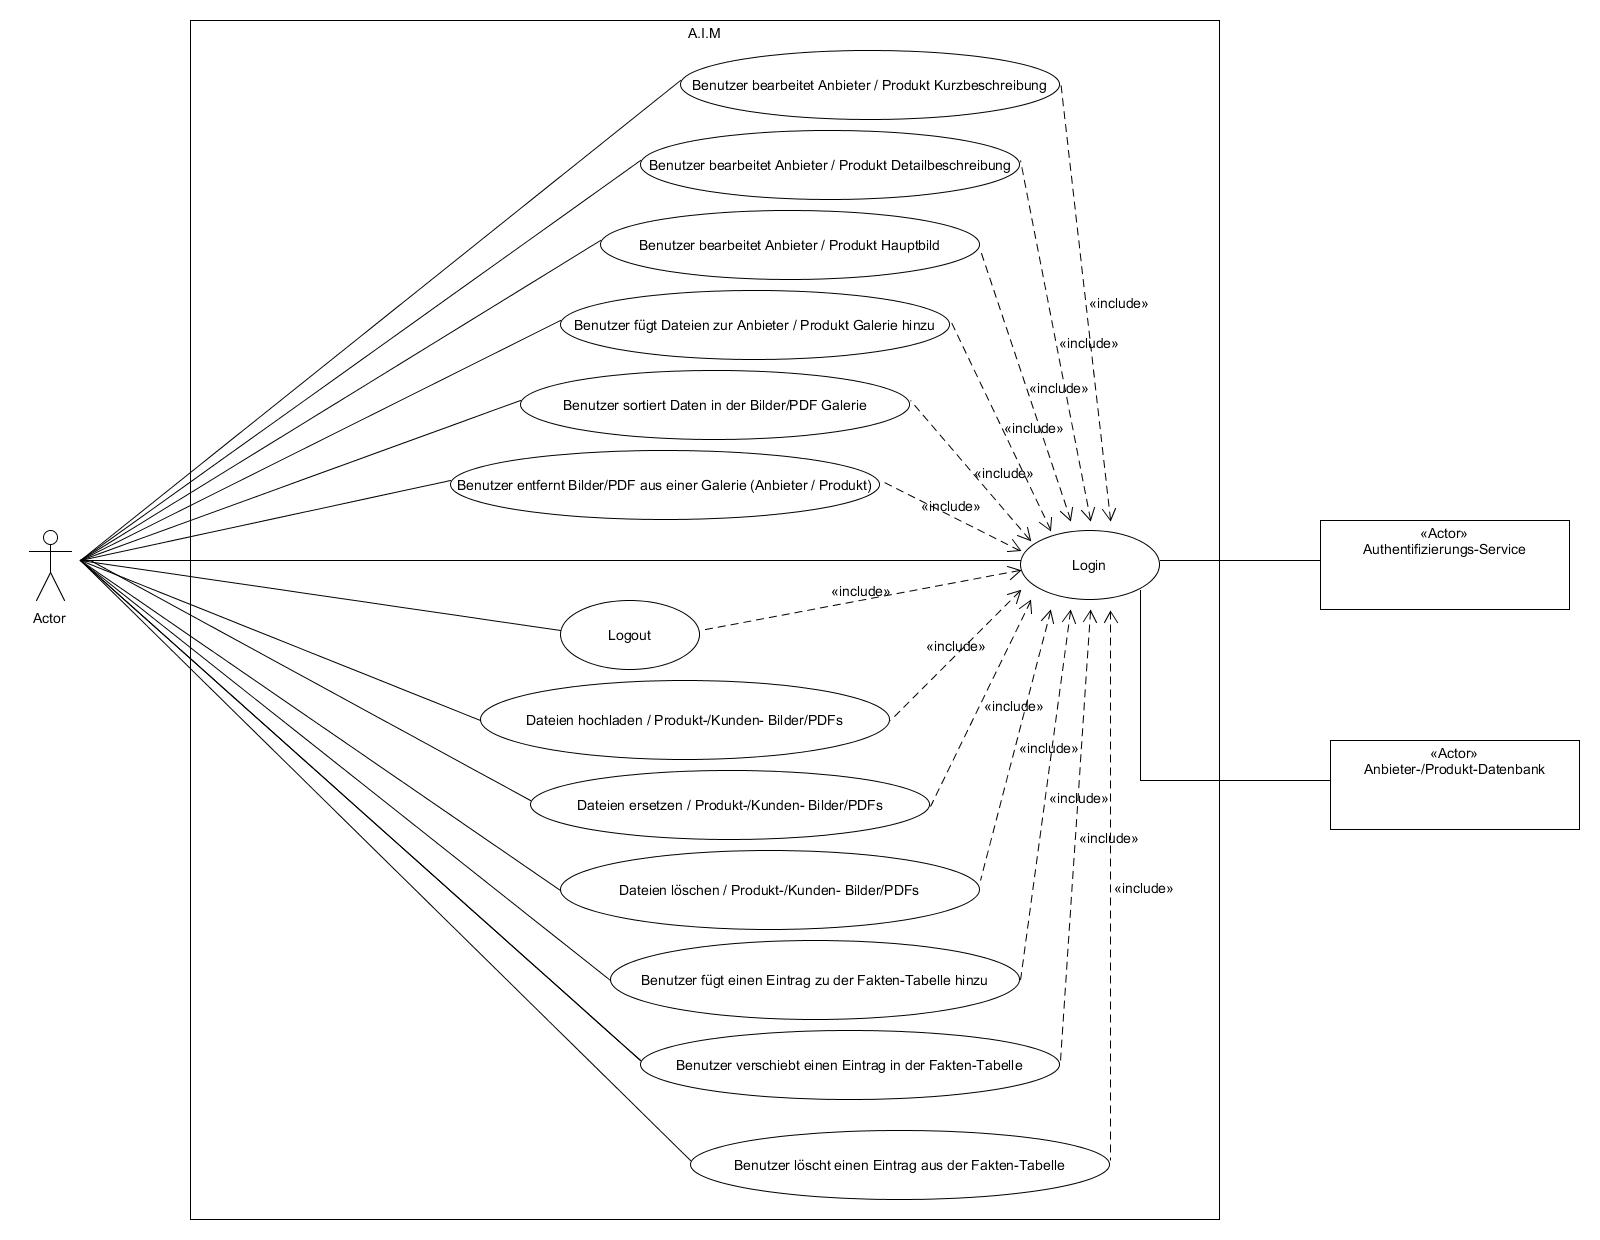 A.I.M
Benutzer bearbeitet Anbieter / Produkt Kurzbeschreibung
Benutzer bearbeitet Anbieter / Produkt Detailbeschreibung
Benutzer bearbeitet Anbieter / Produkt Hauptbild
«include»
Benutzer fügt Dateien zur Anbieter / Produkt Galerie hinzu
«include»
«include»
Benutzer sortiert Daten in der Bilder/PDF Galerie
«include»
«include»
Benutzer entfernt Bilder/PDF aus einer Galerie (Anbieter / Produkt)
«include»
«Actor»
Authentifizierungs-Service
Login
«include»
Actor
Logout
«include»
«include»
Dateien hochladen / Produkt-/Kunden- Bilder/PDFs
«include»
«Actor»
Anbieter-/Produkt-Datenbank
«include»
Dateien ersetzen / Produkt-/Kunden- Bilder/PDFs
«include»
Dateien löschen / Produkt-/Kunden- Bilder/PDFs
«include»
Benutzer fügt einen Eintrag zu der Fakten-Tabelle hinzu
Benutzer verschiebt einen Eintrag in der Fakten-Tabelle
Benutzer löscht einen Eintrag aus der Fakten-Tabelle